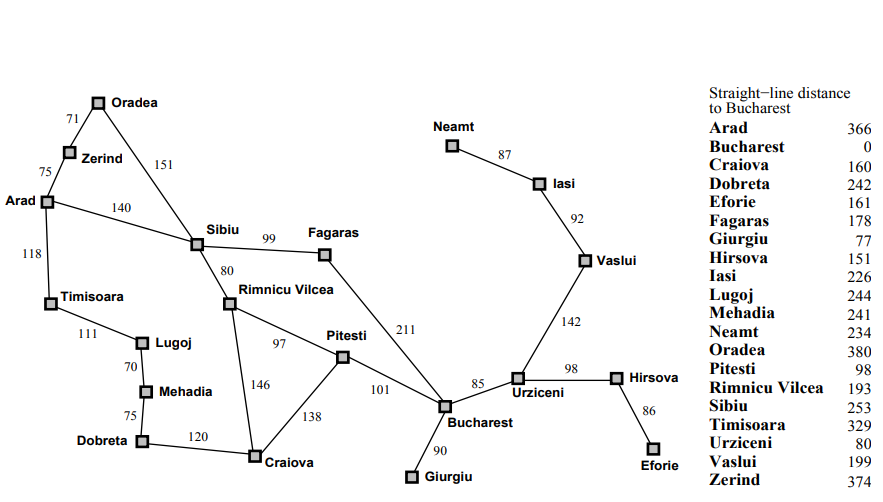 Oradea
71
Neamt
Zerind
87
151
75
Iasi
Arad
140
92
Sibiu
Fagaras
99
118
Vaslui
80
Timisoara
Rimnicu Vilcea
142
111
Pitesti
211
Lugoj
97
70
98
Hirsova
146
101
85
Mehadia
Urziceni
86
75
138
Bucharest
120
Dobreta
90
Craiova
Eforie
Giurgiu
Straight−line distance
to Bucharest
Arad 366
Bucharest 0
Craiova 160
Dobreta 242
Eforie 161
Fagaras 178
Giurgiu 77
Hirsova 151
Iasi 226
Lugoj 244
Mehadia 241
Neamt 234
Oradea 380
Pitesti 98
Rimnicu Vilcea 193
Sibiu 253
Timisoara 329
Urziceni 80
Vaslui 199
Zerind 374